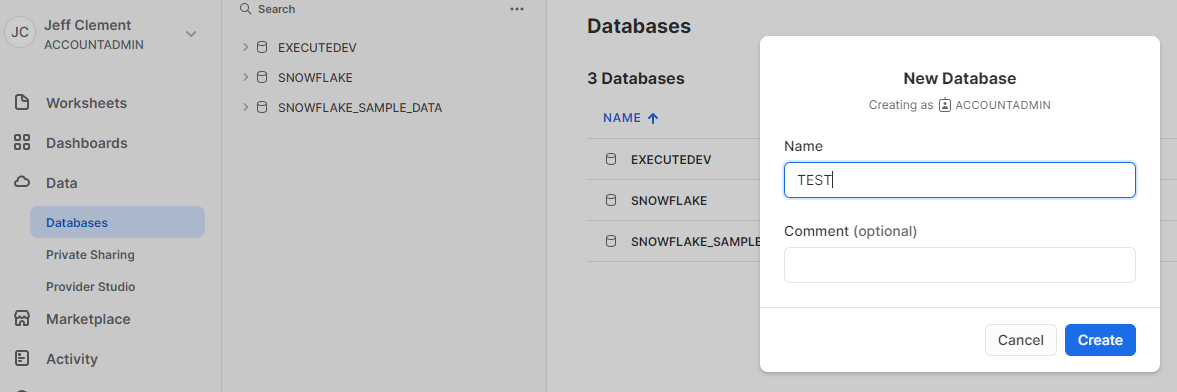 JC
Jeff Clement
ACCOUNTADMIN
Worksheets
Dashboards
Data
Databases
Private Sharing
Provider Studio
Marketplace
Activity
Search
EXECUTEDEV
SNOWFLAKE
SNOWFLAKE_SAMPLE_DATA
Databases
3 Databases
NAME
EXECUTEDEV
SNOWFLAKE
SNOWFLAKE_SAMPLE
New Database
Creating as ACCOUNTADMIN
Name
TEST
Comment (optional)
Cancel
Create